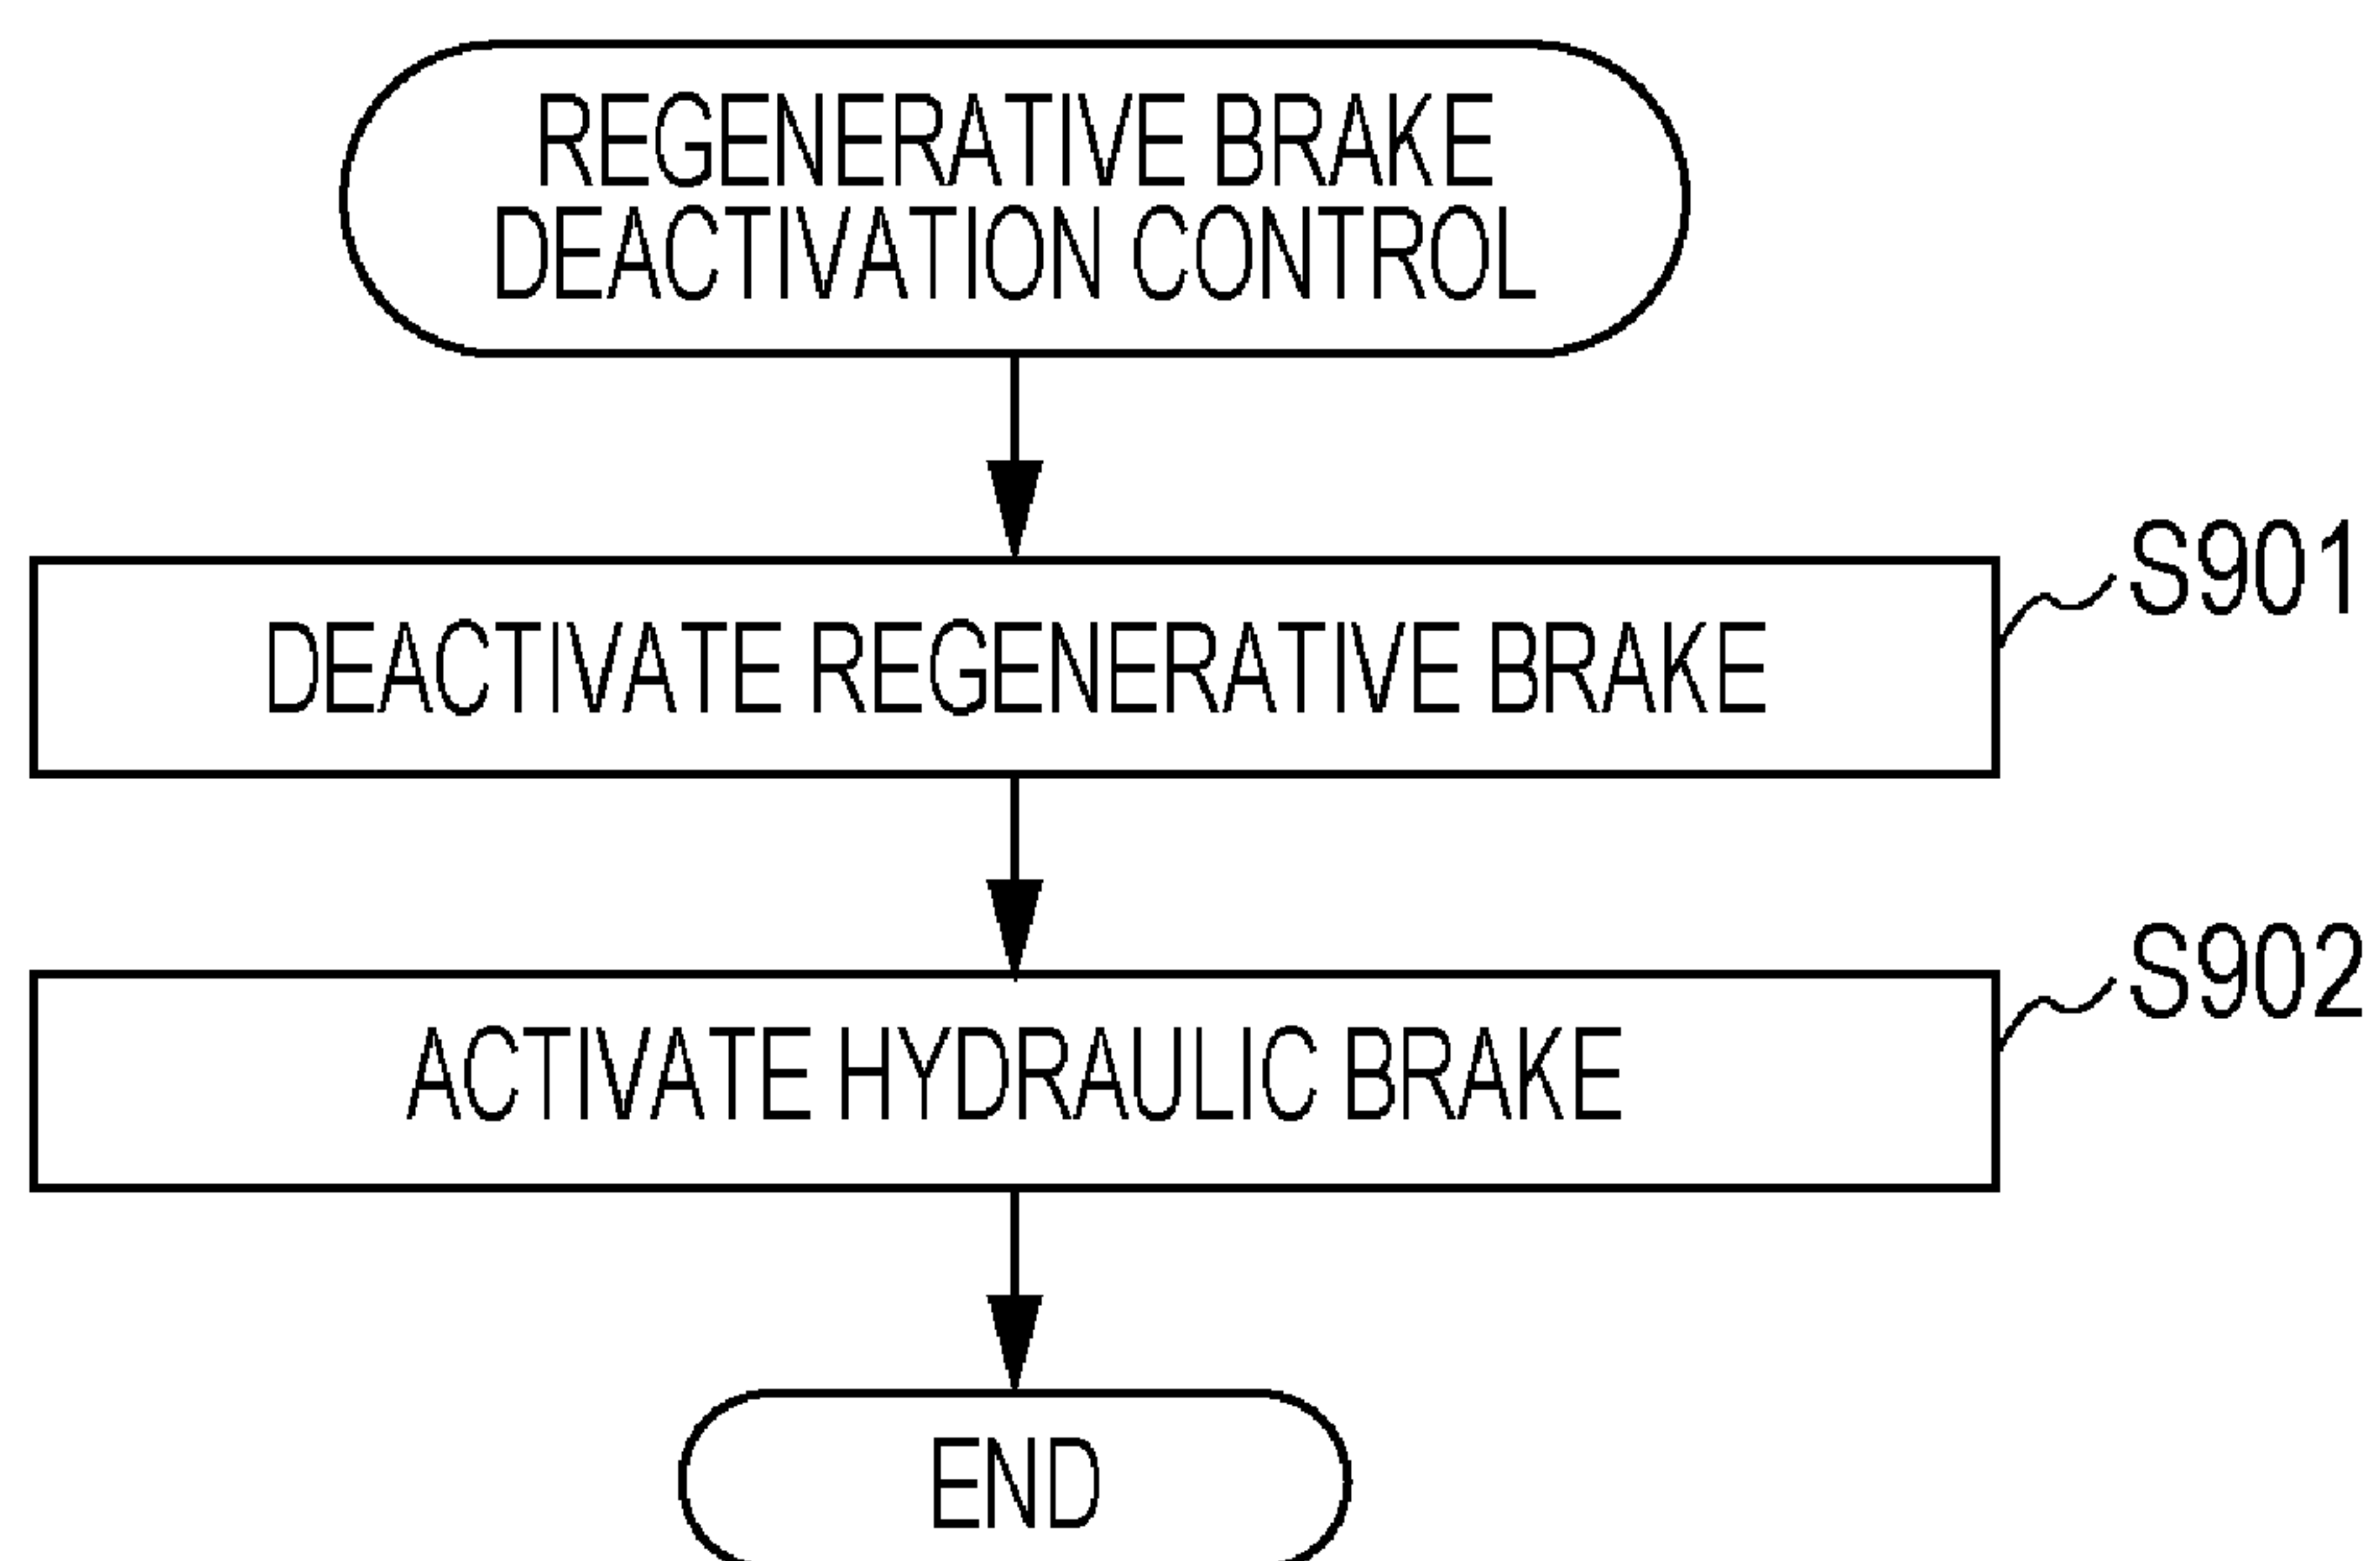 REGENERATIVE BRAKE
DEACTIVATION CONTROL
S901
DEACTIVATE REGENERATIVE BRAKE
S902
ACTIVATE HYDRAULIC BRAKE
END